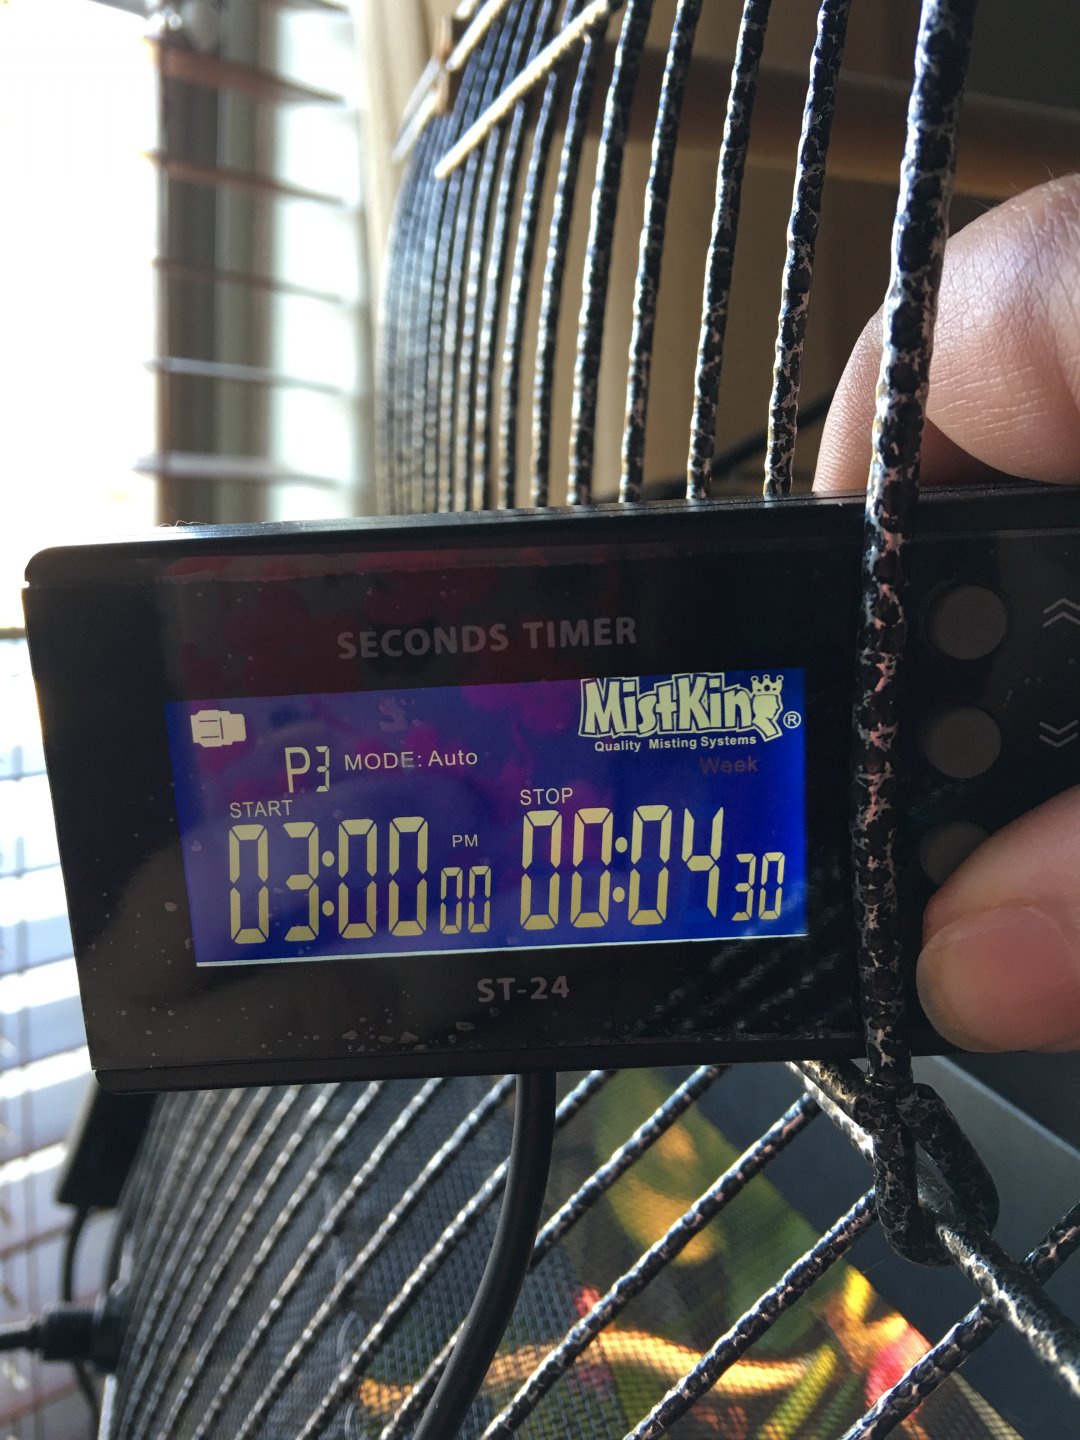 SECONDS TIMER
MistKing®
Quality Misting Systems
S:
Week
P3 MODE: Auto
START
03:00 00 PM
STOP
00:04 30
ST-24